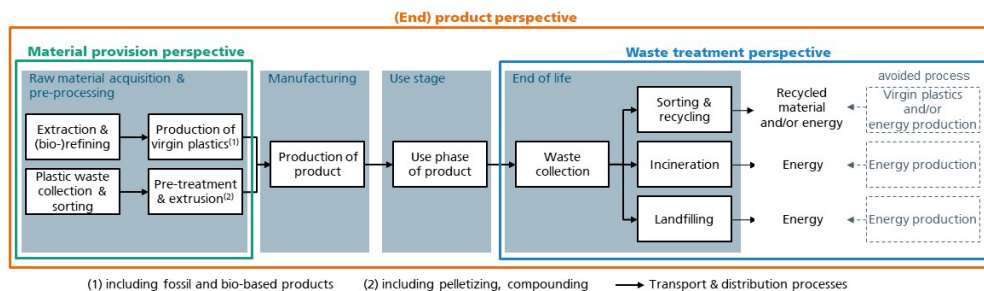 (End) product perspective
Material provision perspective
Waste treatment perspective
Raw material acquisition &
pre-processing
Manufacturing
Use stage
End of life
avoided process
Extraction &
(bio-)refining
Production of
virgin plastics(1)
Plastic waste
collection &
sorting
Pre-treatment
& extrusion(2)
Production of
product
Use phase
of product
Waste
collection
Sorting &
recycling
Recycled
material
and/or energy
Virgin plastics
and/or
energy production
Incineration
Energy
Energy production
Landfilling
Energy
Energy production
(1) including fossil and bio-based products
(2) including pelletizing, compounding
Transport & distribution processes